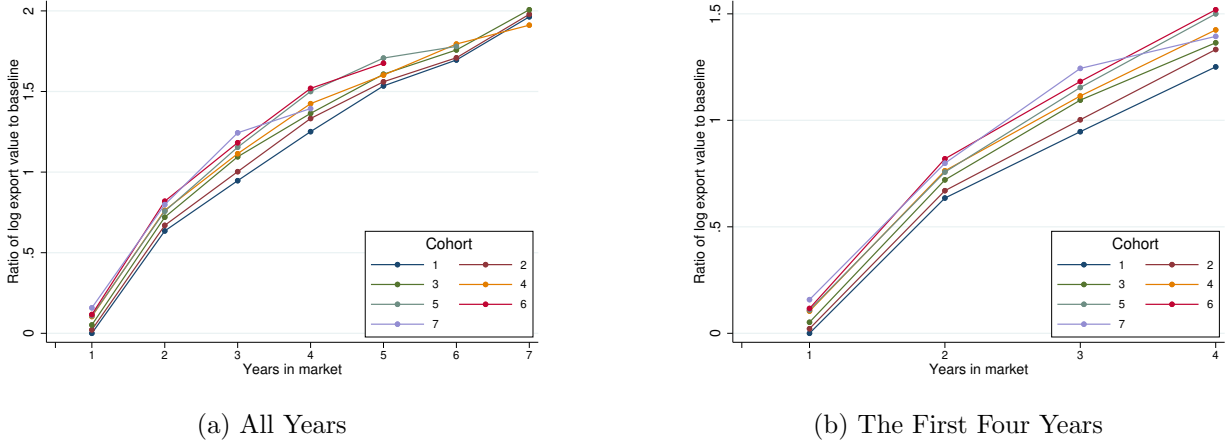 Ratio of log export value to baseline
2
1.5
1
.5
0
1 2 3 4 5 6 7
Years in market
Cohort
1 2
3 4
5 6
7
(a) All Years
Ratio of log export value to baseline
1.5
1
.5
0
1 2 3 4
Years in market
Cohort
1 2
3 4
5 6
7
(b) The First Four Years